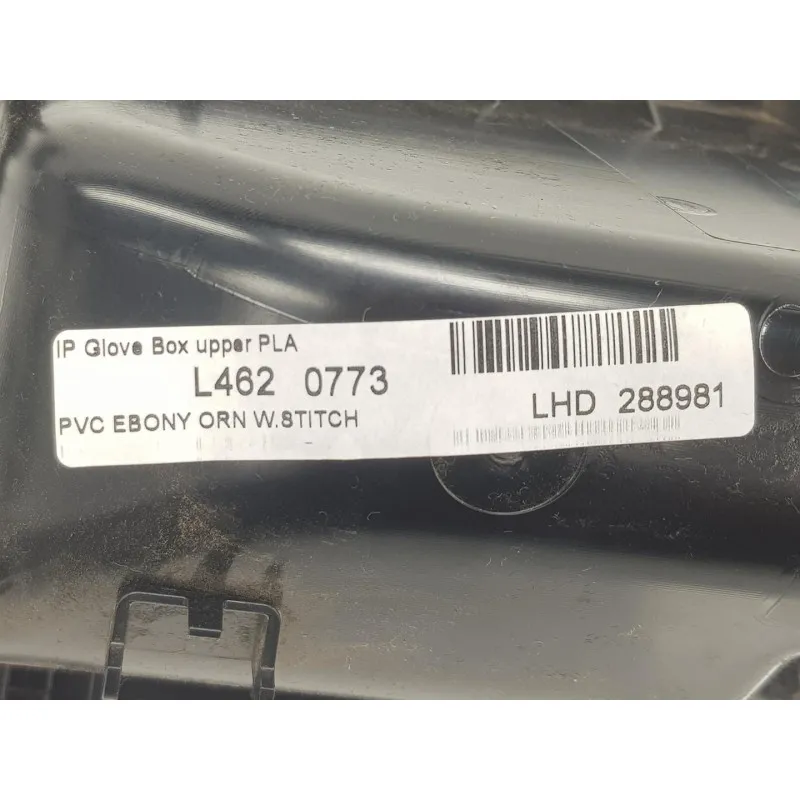 IP Glove Box upper PLA
L462 0773
PVC EBONY ORN W.STITCH
LHD 288981